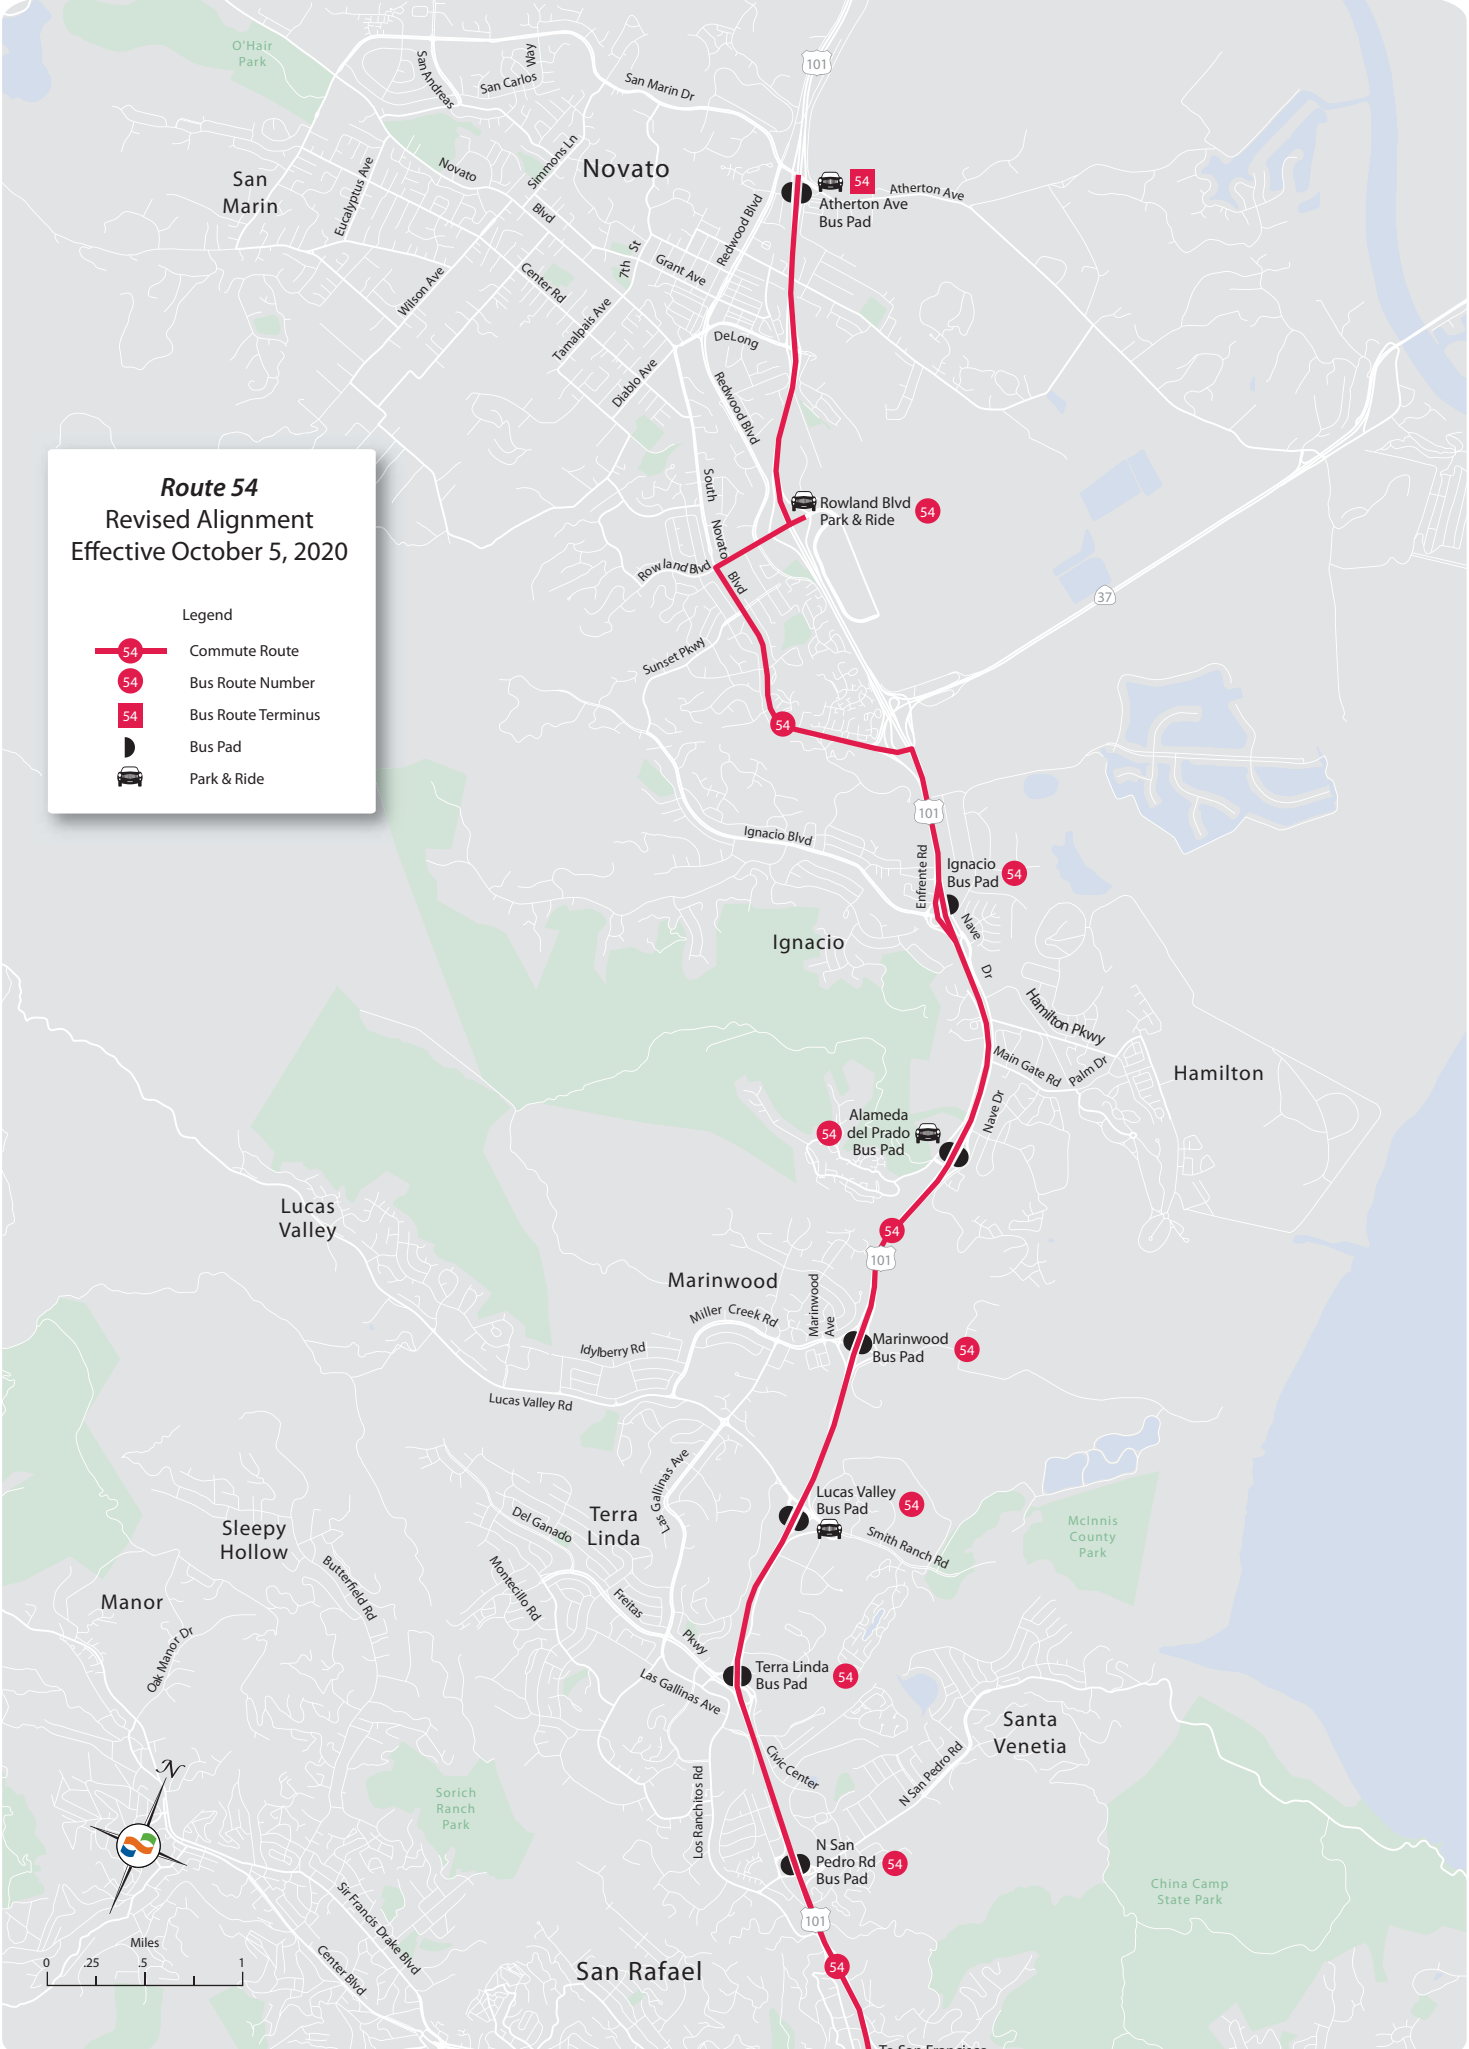 O'Hair
Park
San Andreas
San Carlos
Way
San Marin Dr
101
San
Marin
Eucalyptus Ave
Novato
Simmons Ln
Blvd
Novato
54
Atherton Ave
Bus Pad
Atherton Ave
Redwood Blvd
Wilson Ave
Center Rd
7th St
Grant Ave
Tamalpais Ave
Diablo Ave
DeLong
Redwood Blvd
South
Novato
Blvd
Rowland Blvd
Park & Ride
54
Rowland Blvd
37
Sunset Pkwy
54
Route 54
Revised Alignment
Effective October 5, 2020
Legend
54
Commute Route
54
Bus Route Number
54
Bus Route Terminus
Bus Pad
Park & Ride
101
Ignacio Blvd
Enfrente Rd
Ignacio
Bus Pad
54
Nave
Dr
Ignacio
Hamilton Pkwy
Main Gate Rd
Palm Dr
Hamilton
Nave Dr
Alameda
del Prado
Bus Pad
54
Lucas
Valley
54
101
Marinwood
Miller Creek Rd
Marinwood
Ave
Idylberry Rd
Marinwood
Bus Pad
54
Lucas Valley Rd
Las Gallinas Ave
Lucas Valley
Bus Pad
54
Smith Ranch Rd
McInnis
County
Park
Terra
Linda
Del Ganado
Sleepy
Hollow
Butterfield Rd
Montecillo Rd
Freitas
Pkwy
Manor
Oak Manor Dr
Las Gallinas Ave
Terra Linda
Bus Pad
54
Santa
Venetia
N San Pedro Rd
Civic Center
Los Ranchitos Rd
N
Sorich
Ranch
Park
N San
Pedro Rd
Bus Pad
54
China Camp
State Park
101
Sir Francis Drake Blvd
Center Blvd
Miles
0 .25 .5 1
San Rafael
54
To San Francisco